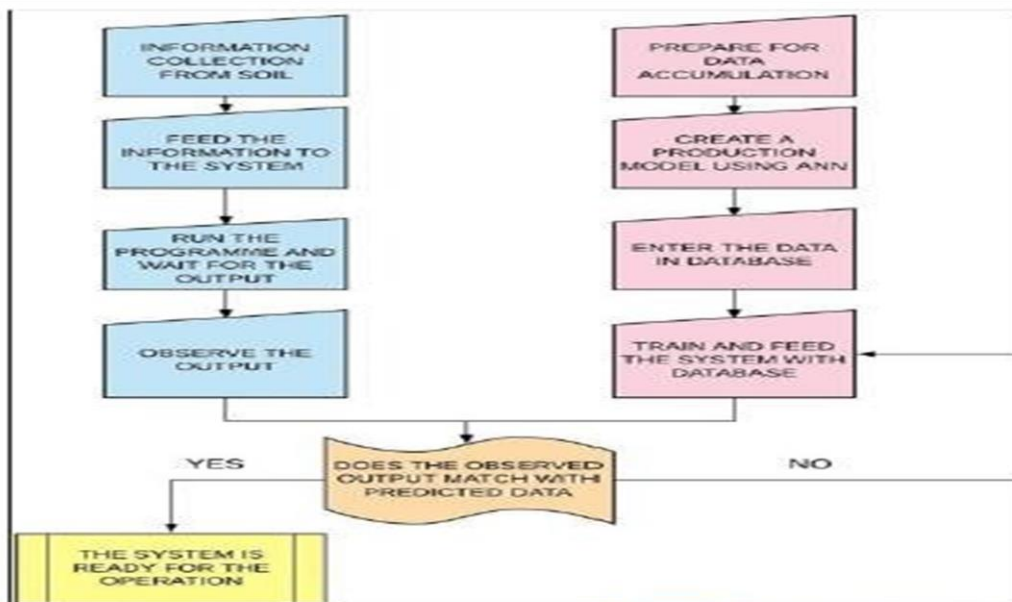 INFORMATION
COLLECTION
FROM SOIL
FEED THE
INFORMATION TO
THE SYSTEM
RUN THE
PROGRAMME AND
WAIT FOR THE
OUTPUT
OBSERVE THE
OUTPUT
PREPARE FOR
DATA
ACCUMULATION
CREATE A
PRODUCTION
MODEL USING ANN
ENTER THE DATA
IN DATABASE
TRAIN AND FEED
THE SYSTEM WITH
DATABASE
DOES THE OBSERVED
OUTPUT MATCH WITH
PREDICTED DATA
YES
NO
THE SYSTEM IS
READY FOR THE
OPERATION